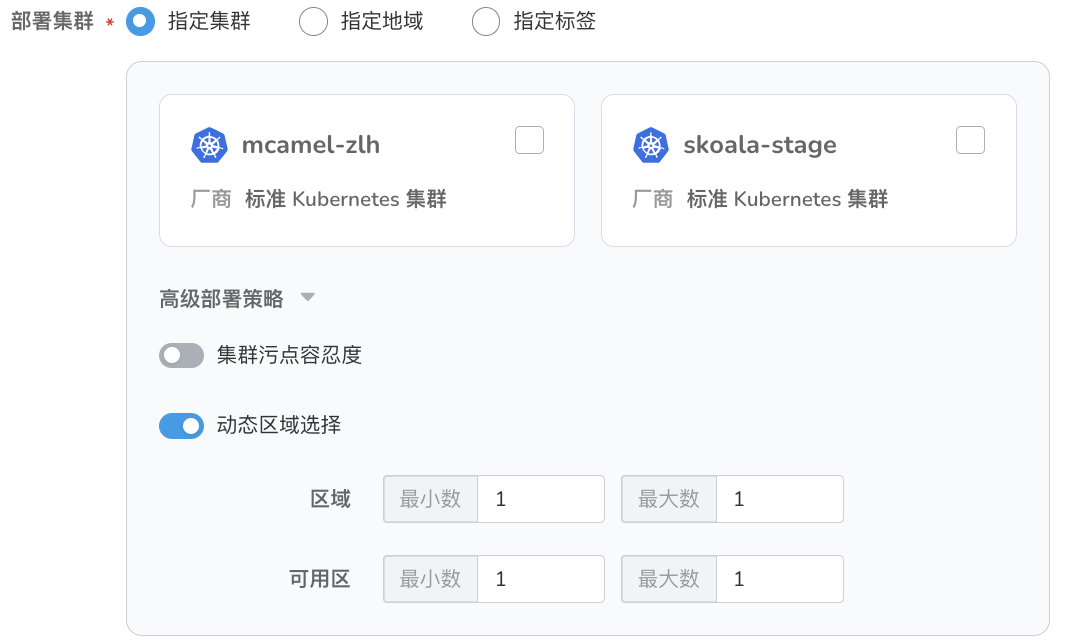 部署集群 * 指定集群 指定地域 指定标签
mcamel-zlh skoala-stage
厂商 标准 Kubernetes 集群 厂商 标准 Kubernetes 集群
高级部署策略
集群污点容忍度
动态区域选择
区域 最小数 1 最大数 1
可用区 最小数 1 最大数 1